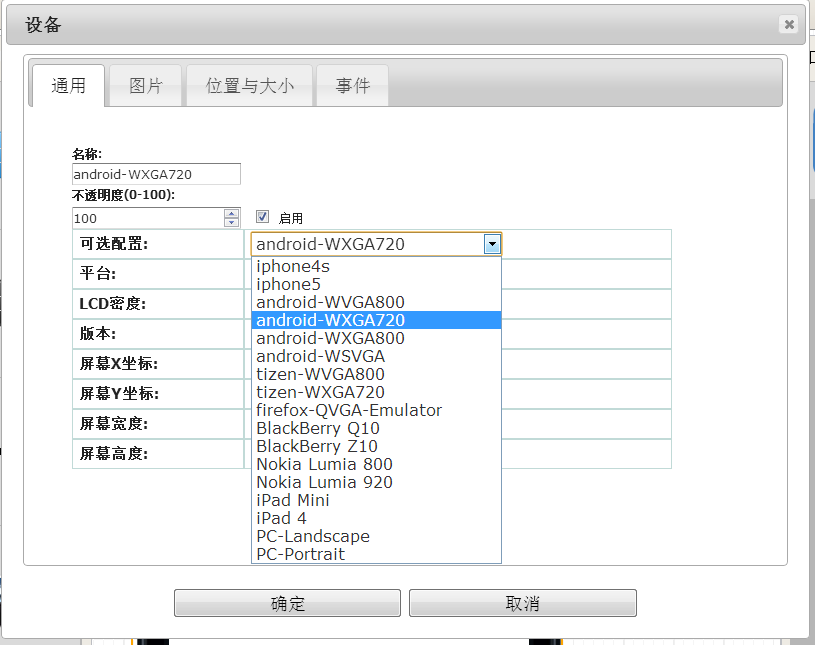 设备
通用 图片 位置与大小 事件
名称:
android-WXGA720
不透明度(0-100):
100 启用
可选配置: android-WXGA720
平台:
LCD密度:
版本:
屏幕X坐标:
屏幕Y坐标:
屏幕宽度:
屏幕高度:
iphone4s
iphone5
android-WVGA800
android-WXGA720
android-WXGA800
android-WSVGA
tizen-WVGA800
tizen-WXGA720
firefox-QVGA-Emulator
BlackBerry Q10
BlackBerry Z10
Nokia Lumia 800
Nokia Lumia 920
iPad Mini
iPad 4
PC-Landscape
PC-Portrait
确定 取消